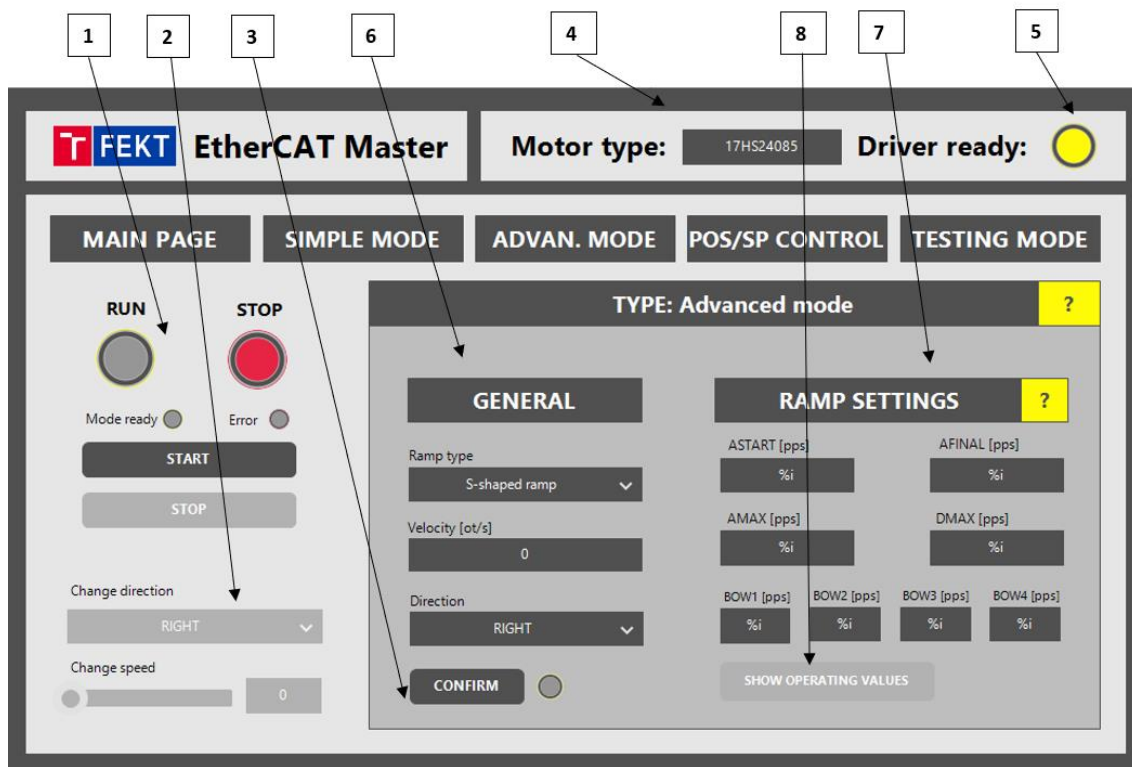 1 2 3 6 4 8 7 5
T FEKT EtherCAT Master Motor type: 17HS24085 Driver ready:
MAIN PAGE SIMPLE MODE ADVAN. MODE POS/SP CONTROL TESTING MODE
RUN STOP
TYPE: Advanced mode ?
Mode ready Error
START
STOP
Change direction
RIGHT
Change speed
0
GENERAL
Ramp type
S-shaped ramp
Velocity [ot/s]
0
Direction
RIGHT
CONFIRM
RAMP SETTINGS ?
ASTART [pps] AFINAL [pps]
%i %i
AMAX [pps] DMAX [pps]
%i %i
BOW1 [pps] BOW2 [pps] BOW3 [pps] BOW4 [pps]
%i %i %i %i
SHOW OPERATING VALUES